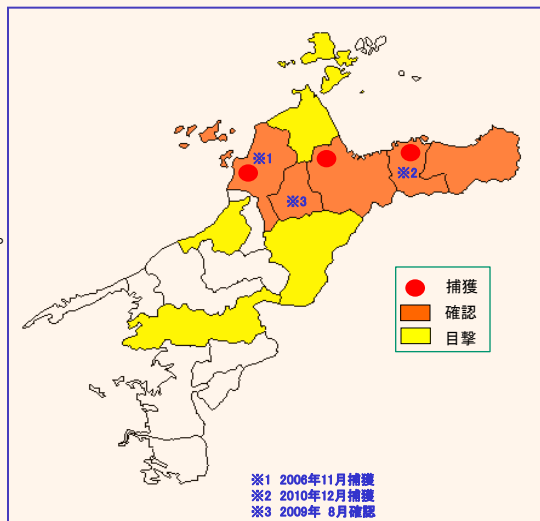 ※1
※2
※3
捕獲
確認
目撃
※1 2006年11月捕獲
※2 2010年12月捕獲
※3 2009年 8月確認